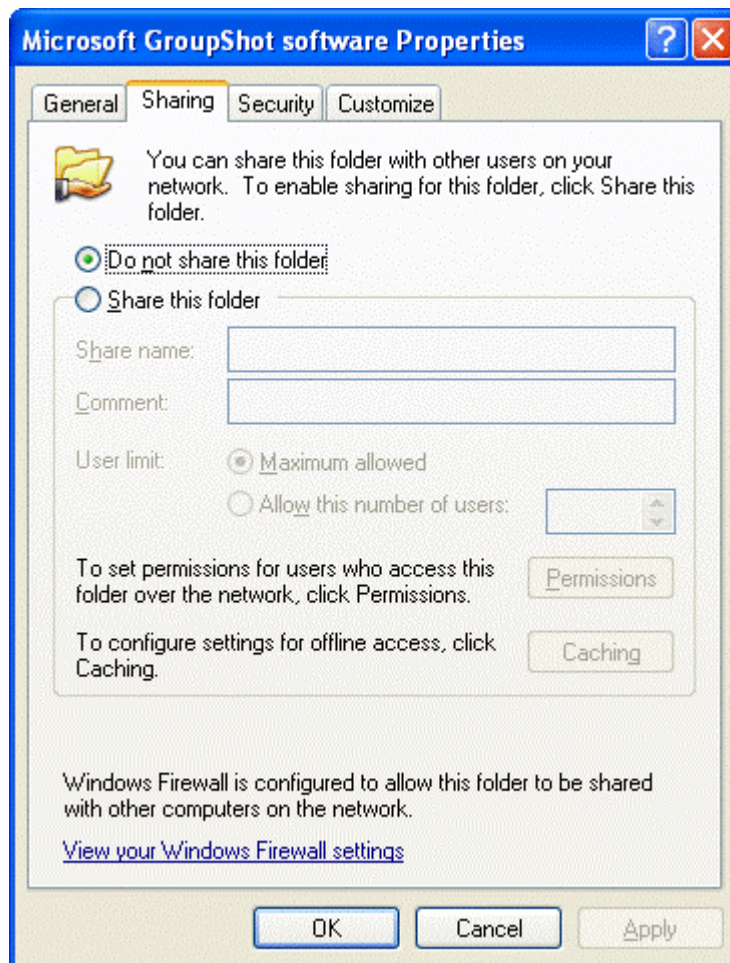 Microsoft GroupShot software Properties
General Sharing Security Customize
You can share this folder with other users on your
network. To enable sharing for this folder, click Share this
folder.
Do not share this folder
Share this folder
Share name:
Comment:
User limit: Maximum allowed
Allow this number of users:
To set permissions for users who access this
folder over the network, click Permissions.
Permissions
To configure settings for offline access, click
Caching.
Caching
Windows Firewall is configured to allow this folder to be shared
with other computers on the network.
View your Windows Firewall settings
OK Cancel Apply